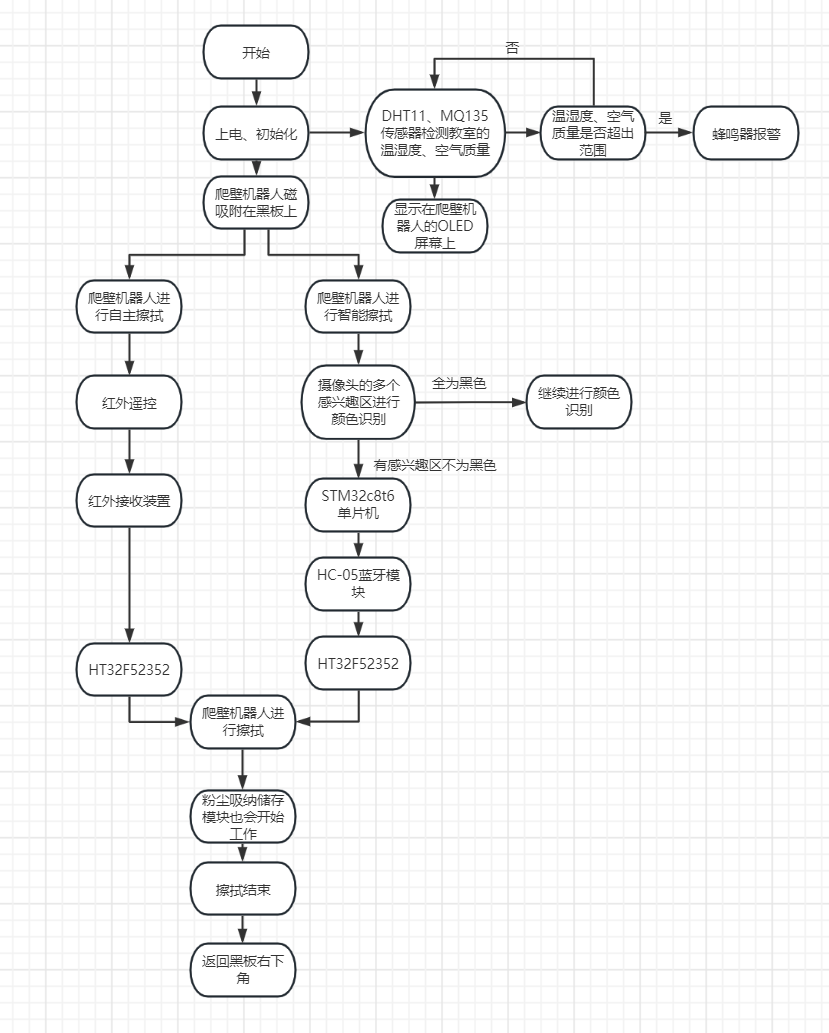 开始
否
DHT11、MQ135
传感器检测教室的
温湿度、空气质量
温湿度、空气
质量是否超出
范围
是
蜂鸣器报警
上电、初始化
爬壁机器人磁
吸附在黑板上
显示在爬壁机
器人的OLED
屏幕上
爬壁机器人进
行自主擦拭
爬壁机器人进
行智能擦拭
红外遥控
摄像头的多个
感兴趣区进行
颜色识别
全为黑色
继续进行颜色
识别
有感兴趣区不为黑色
红外接收装置
STM32c8t6
单片机
HC-05蓝牙模
块
HT32F52352
HT32F52352
爬壁机器人进
行擦拭
粉尘吸纳储存
模块也会开始
工作
擦拭结束
返回黑板右下
角